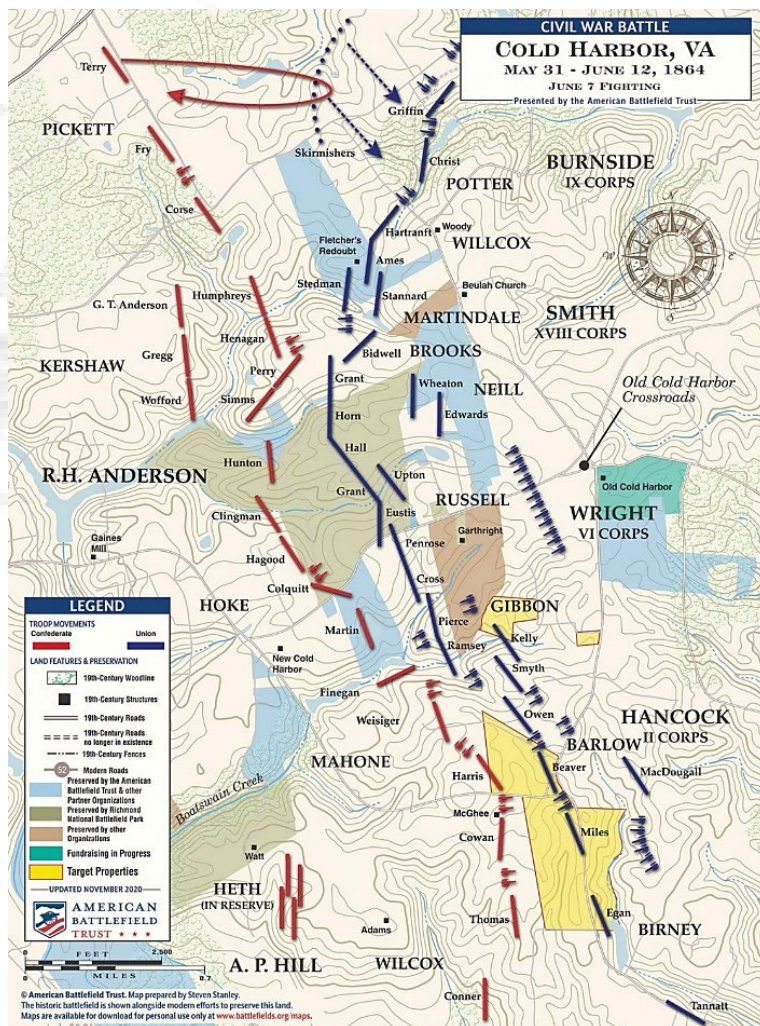 CIVIL WAR BATTLE
COLD HARBOR, VA
MAY 31 - JUNE 12, 1864
JUNE 7 FIGHTING
Presented by the American Battlefield Trust
Terry
PICKETT
Griffin
Fry
Skirmishers
Christ
BURNSIDE
IX CORPS
POTTER
Corse
N
Hartranft
Woody
WILLCOX
Fletcher's
Redoubt
Ames
W
E
Stedman
Stannard
Beulah Church
S
G. T. Anderson
Humphreys
MARTINDALE
SMITH
XVIII CORPS
Henagan
Bidwell
BROOKS
Gregg
KERSHAW
Perry
Grant
Wheaton
NEILL
Old Cold Harbor
Crossroads
Wofford
Simms
Horn
Edwards
Hall
R.H. ANDERSON
Hunton
Upton
Grant
Old Cold Harbor
RUSSELL
Clingman
Eustis
WRIGHT
VI CORPS
Gaines
Mill
Penrose
Garthright
Hagood
Cross
Colquitt
HOKE
GIBBON
Martin
Pierce
Kelly
Ramsey
New Cold
Harbor
Smyth
Finegan
Weisiger
Owen
HANCOCK
II CORPS
BARLOW
MAHONE
Beaver
MacDougall
Harris
Boatswain Creek
McGhee
Cowan
Miles
Watt
HETH
(IN RESERVE)
Thomas
Egan
Adams
BIRNEY
A. P. HILL
WILCOX
Conner
Tannatt
LEGEND
TROOP MOVEMENTS
Confederate
Union
LAND FEATURES & PRESERVATION
19th-Century Woodline
19th-Century Structures
19th-Century Roads
19th-Century Roads
no longer in existence
19th-Century Fences
52
Modern Roads
Preserved by the American
Battlefield Trust & other
Partner Organizations
Preserved by Richmond
National Battlefield Park
Preserved by other
Organizations
Fundraising in Progress
Target Properties
UPDATED NOVEMBER 2020
AMERICAN
BATTLEFIELD
TRUST ★ ★ ★
0 FEET 2,500
0 MILES 0.7
© American Battlefield Trust. Map prepared by Steven Stanley.
The historic battlefield is shown alongside modern efforts to preserve this land.
Maps are available for download for personal use only at www.battlefields.org/maps.